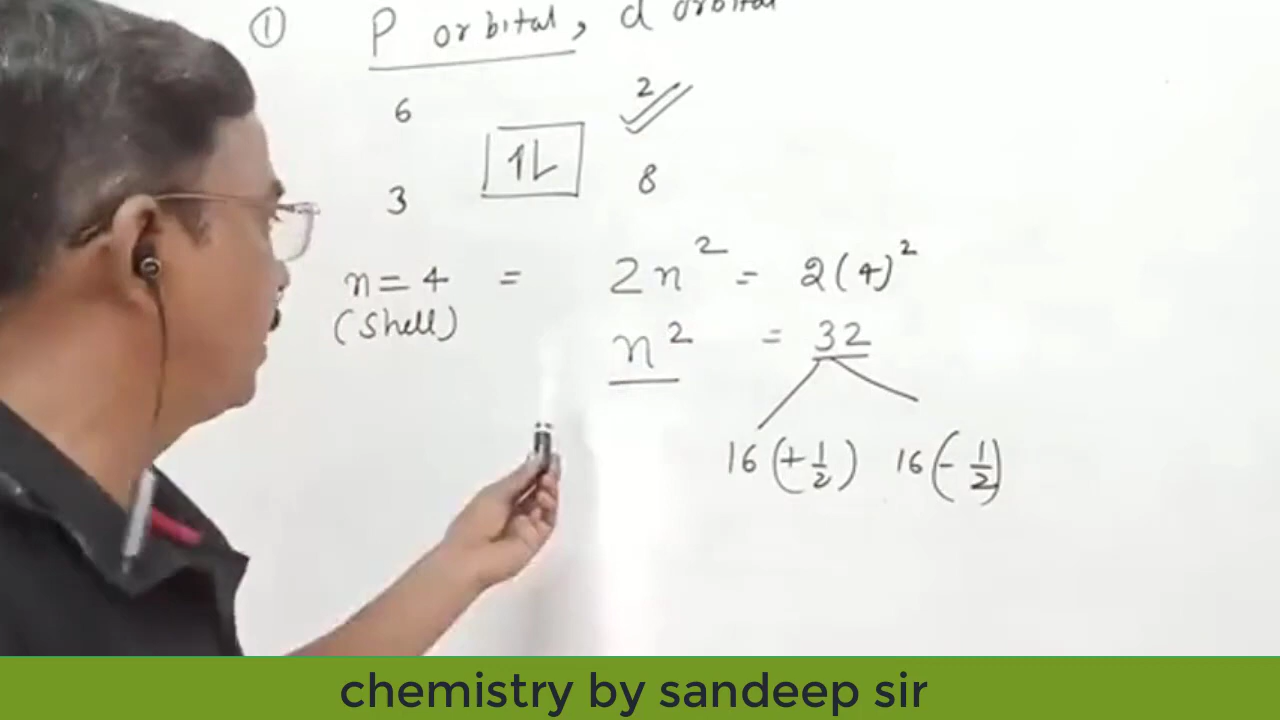 ① P orbital, d orbital
6 2
1L
3 8
n = 4 = 2n² = 2(4)²
(Shell) n² = 32
16 (+ 1/2) 16 (- 1/2)
chemistry by sandeep sir